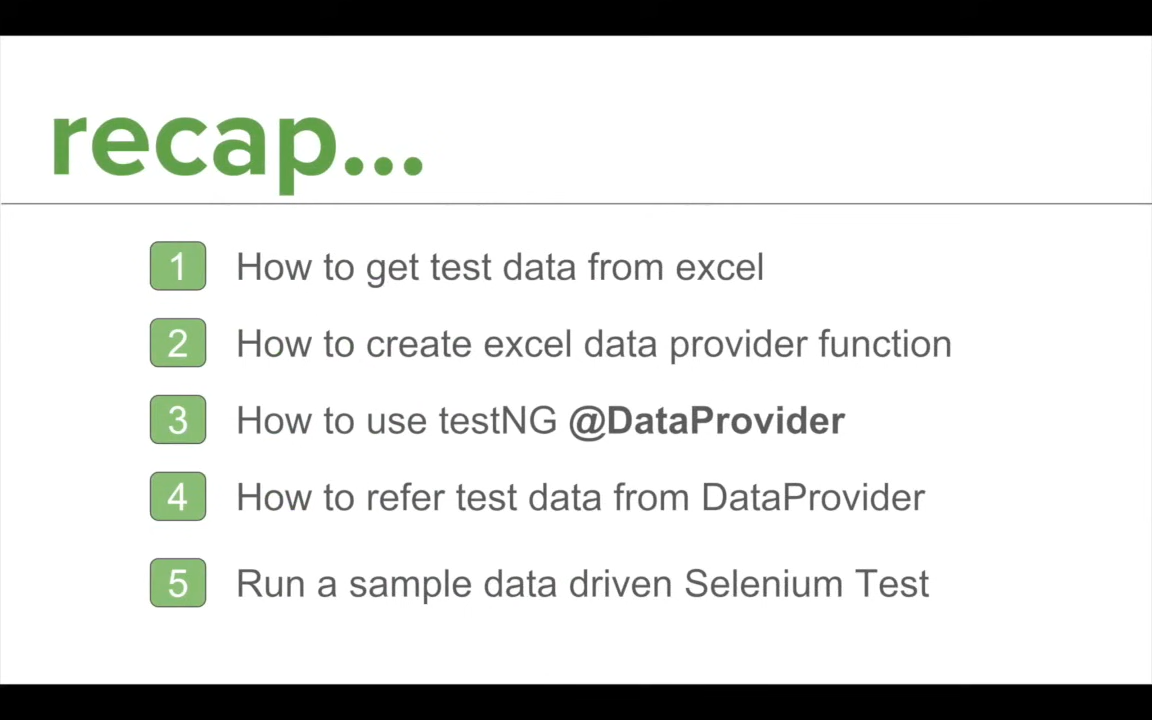 recap...
1 How to get test data from excel
2 How to create excel data provider function
3 How to use testNG @DataProvider
4 How to refer test data from DataProvider
5 Run a sample data driven Selenium Test